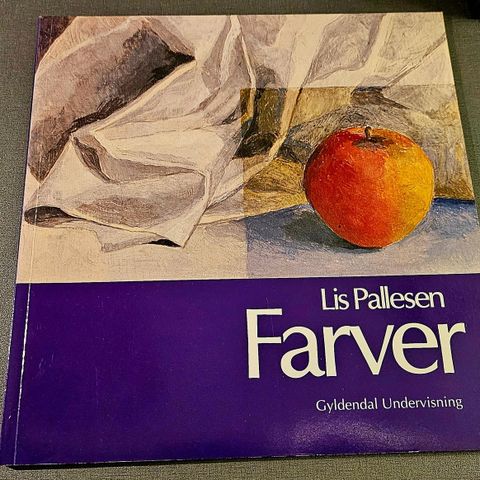 Lis Pallesen
Farver
Gyldendal Undervisning